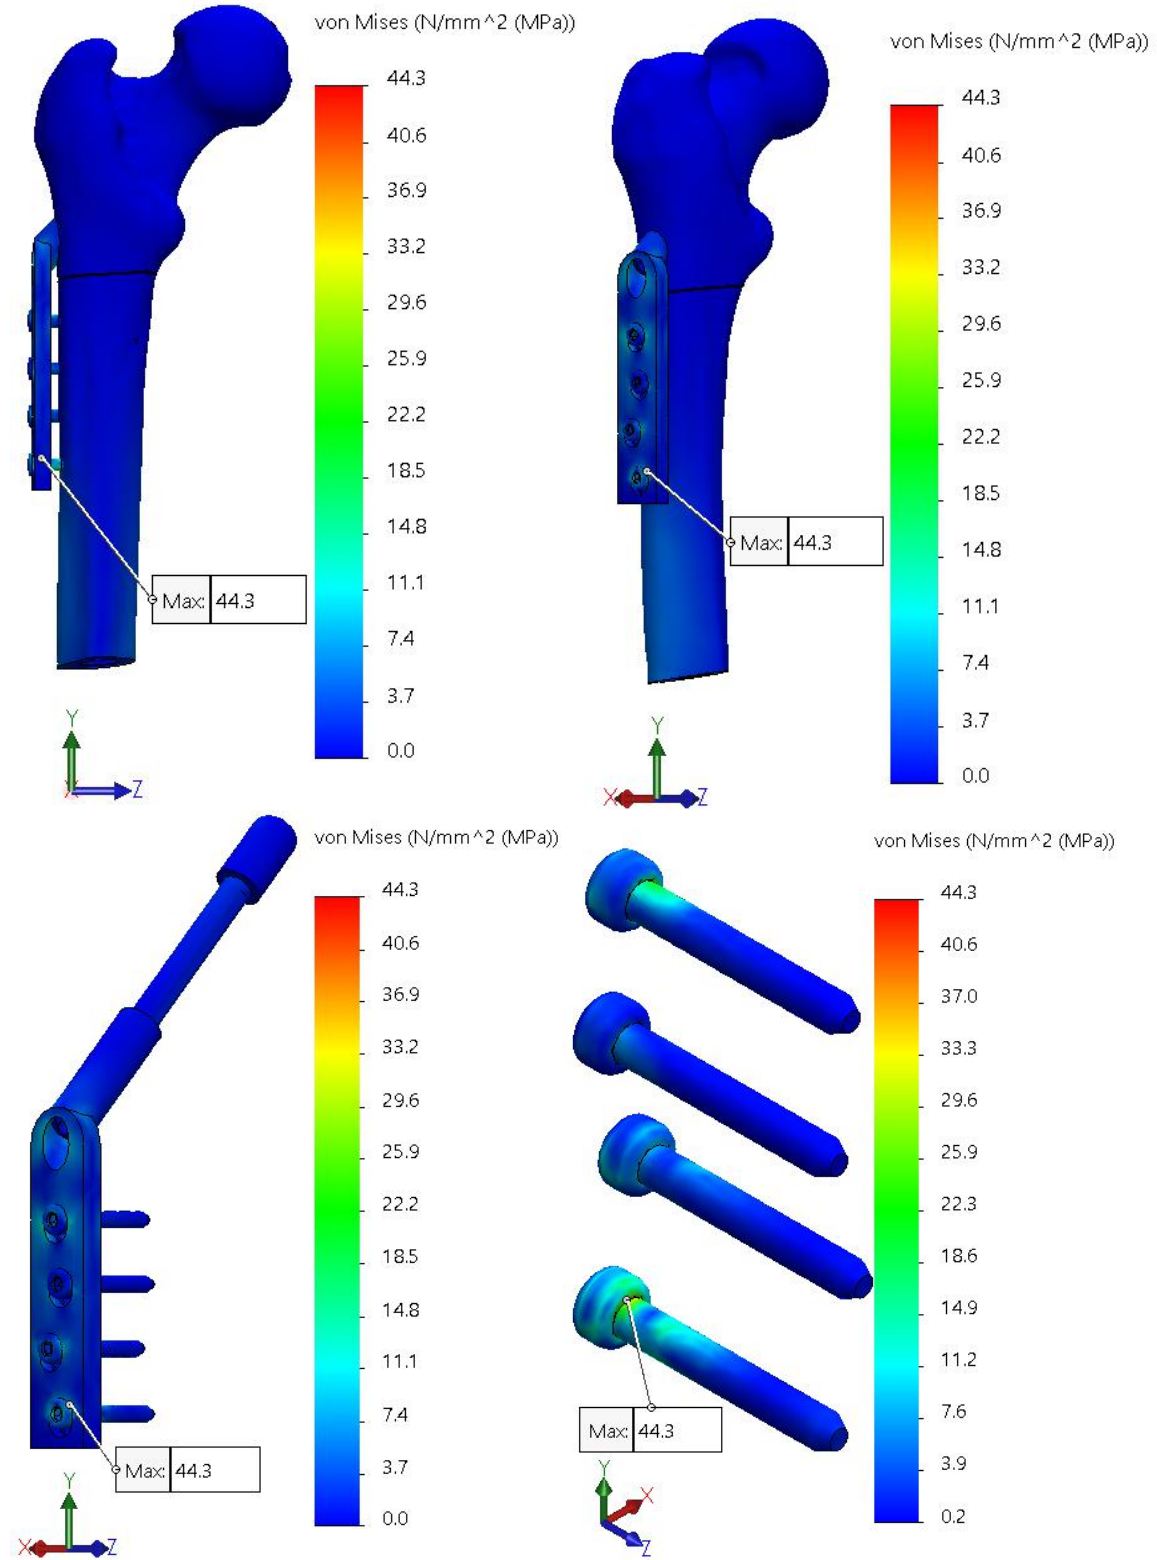 von Mises (N/mm^2 (MPa))
44.3
40.6
36.9
33.2
29.6
25.9
22.2
18.5
14.8
11.1
7.4
3.7
0.0
Max: 44.3
Y
X
Z
von Mises (N/mm^2 (MPa))
44.3
40.6
36.9
33.2
29.6
25.9
22.2
18.5
14.8
11.1
7.4
3.7
0.0
Max: 44.3
Y
X Z
von Mises (N/mm^2 (MPa))
44.3
40.6
36.9
33.2
29.6
25.9
22.2
18.5
14.8
11.1
7.4
3.7
0.0
Max: 44.3
Y
X Z
von Mises (N/mm^2 (MPa))
44.3
40.6
37.0
33.3
29.6
25.9
22.3
18.6
14.9
11.2
7.6
3.9
0.2
Max: 44.3
Y
X
Z